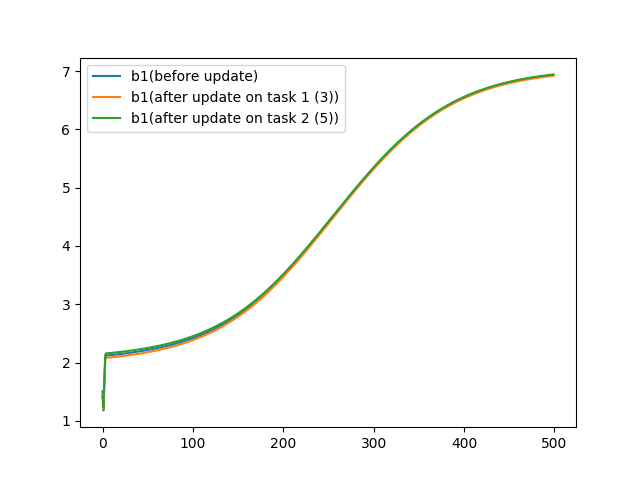 b1(before update)
b1(after update on task 1 (3))
b1(after update on task 2 (5))
7
6
5
4
3
2
1
0 100 200 300 400 500